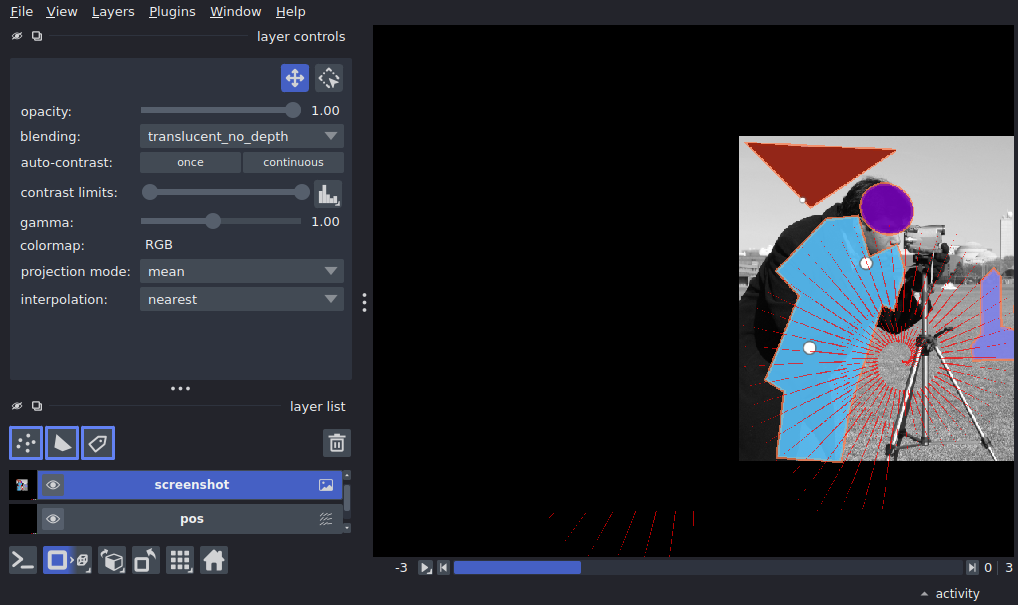 File View Layers Plugins Window Help
layer controls
opacity: 1.00
blending: translucent_no_depth
auto-contrast: once continuous
contrast limits:
gamma: 1.00
colormap: RGB
projection mode: mean
interpolation: nearest
layer list
screenshot
pos
-3 0 3
activity